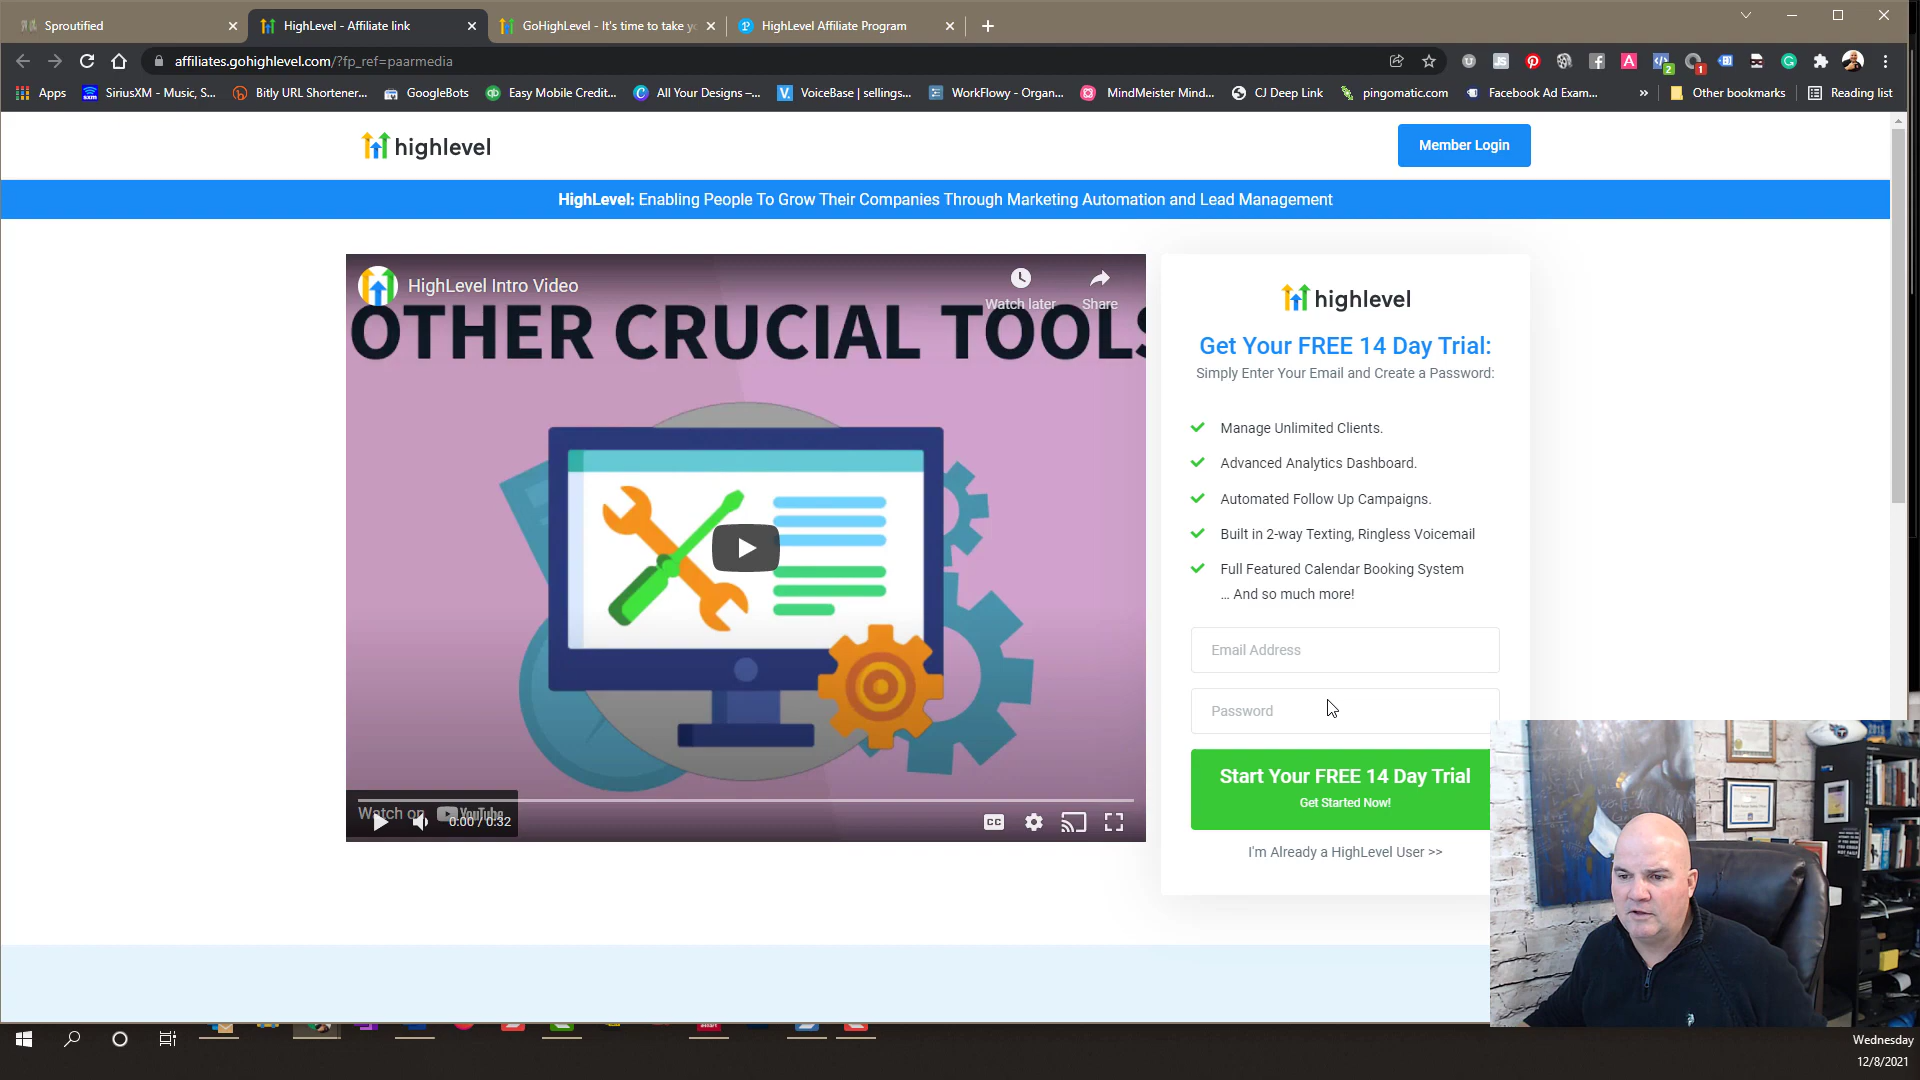 Sproutified
HighLevel - Affiliate link
GoHighLevel - It's time to take yo
HighLevel Affiliate Program
affiliates.gohighlevel.com/?fp_ref=paarmedia
Apps
SiriusXM - Music, S...
Bitly URL Shortener...
GoogleBots
Easy Mobile Credit...
All Your Designs –...
VoiceBase | sellings...
WorkFlowy - Organ...
MindMeister Mind...
CJ Deep Link
pingomatic.com
Facebook Ad Exam...
»
Other bookmarks
Reading list
highlevel
Member Login
HighLevel: Enabling People To Grow Their Companies Through Marketing Automation and Lead Management
HighLevel Intro Video
Watch later
Share
OTHER CRUCIAL TOOLS
Watch on YouTube
0:00 / 0:32
CC
highlevel
Get Your FREE 14 Day Trial:
Simply Enter Your Email and Create a Password:
Manage Unlimited Clients.
Advanced Analytics Dashboard.
Automated Follow Up Campaigns.
Built in 2-way Texting, Ringless Voicemail
Full Featured Calendar Booking System
... And so much more!
Email Address
Password
Start Your FREE 14 Day Trial
Get Started Now!
I'm Already a HighLevel User >>
Wednesday
12/8/2021